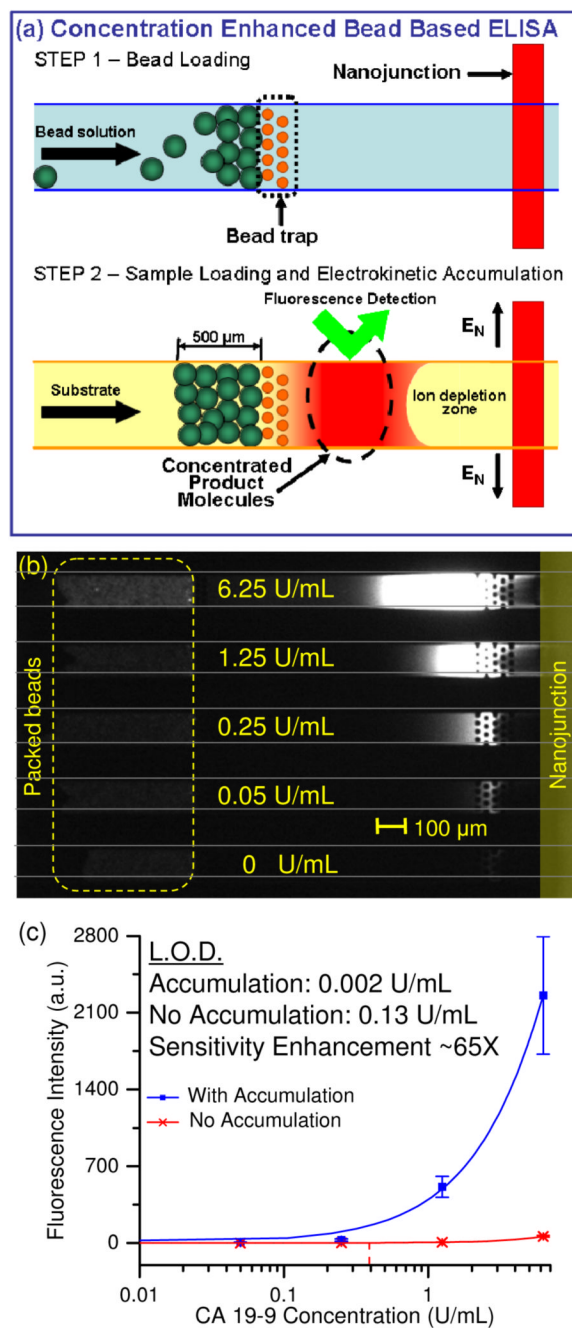 (a) Concentration Enhanced Bead Based ELISA
STEP 1 – Bead Loading
Nanojunction
Bead solution
Bead trap
STEP 2 – Sample Loading and Electrokinetic Accumulation
Fluorescence Detection
500 µm
E_N
Substrate
Ion depletion
zone
Concentrated
Product
Molecules
E_N
(b)
Packed beads
6.25 U/mL
1.25 U/mL
0.25 U/mL
0.05 U/mL
100 µm
0 U/mL
Nanojunction
(c)
2800
L.O.D.
Accumulation: 0.002 U/mL
2100
No Accumulation: 0.13 U/mL
Sensitivity Enhancement ~65X
1400
With Accumulation
No Accumulation
700
0
Fluorescence Intensity (a.u.)
0.01
0.1
1
CA 19-9 Concentration (U/mL)